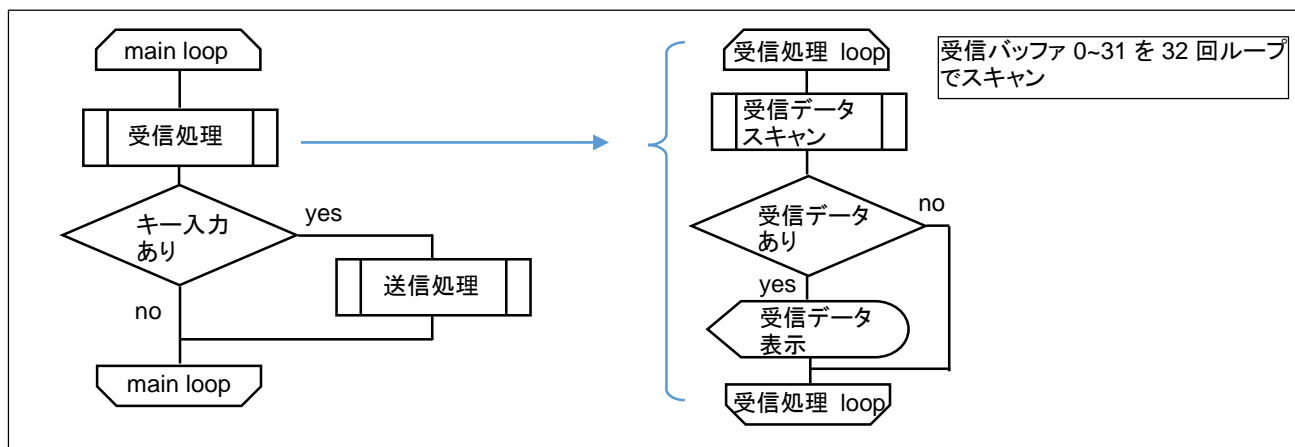 main loop
受信処理
キー入力
あり
yes
送信処理
no
main loop
受信処理 loop
受信データ
スキャン
受信データ
あり
no
yes
受信データ
表示
受信処理 loop
受信バッファ 0~31 を 32 回ループ
でスキャン